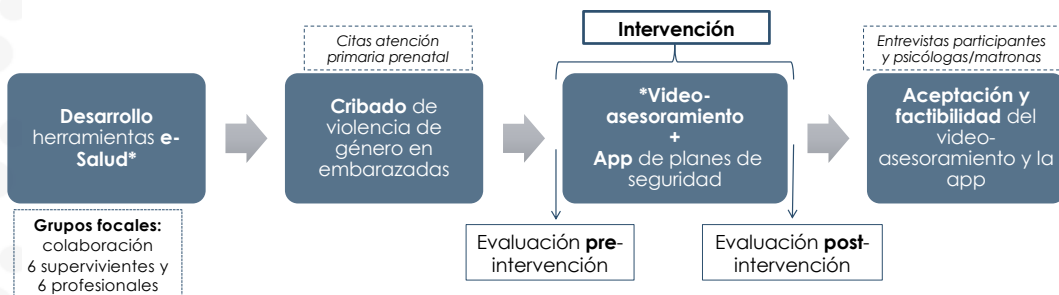 Desarrollo
herramientas e-
Salud*
Grupos focales:
colaboración
6 supervivientes y
6 profesionales
Citas atención
primaria prenatal
Cribado de
violencia de
género en
embarazadas
Intervención
*Video-
asesoramiento
+
App de planes de
seguridad
Evaluación pre-
intervención
Evaluación post-
intervención
Entrevistas participantes
y psicólogas/matronas
Aceptación y
factibilidad del
video-
asesoramiento y la
app